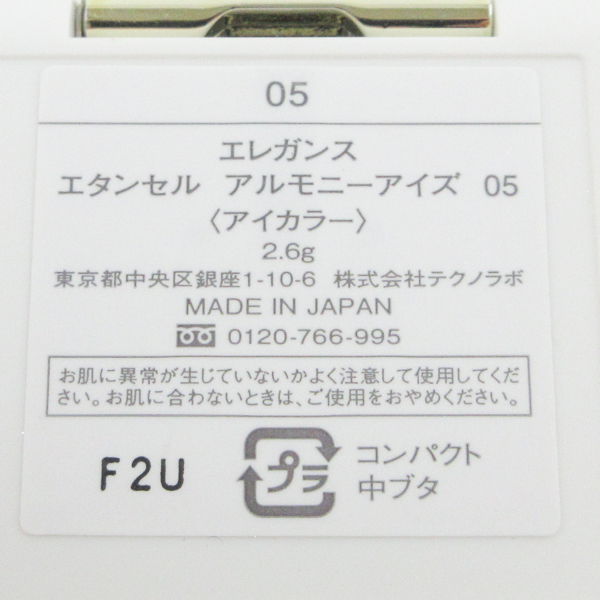 05
エレガンス
エタンセル アルモニーアイズ 05
〈アイカラー〉
2.6g
東京都中央区銀座1-10-6 株式会社テクノラボ
MADE IN JAPAN
0120-766-995
お肌に異常が生じていないかよく注意して使用してくだ
さい。お肌に合わないときは、ご使用をおやめください。
F2U
プラ
コンパクト
中ブタ